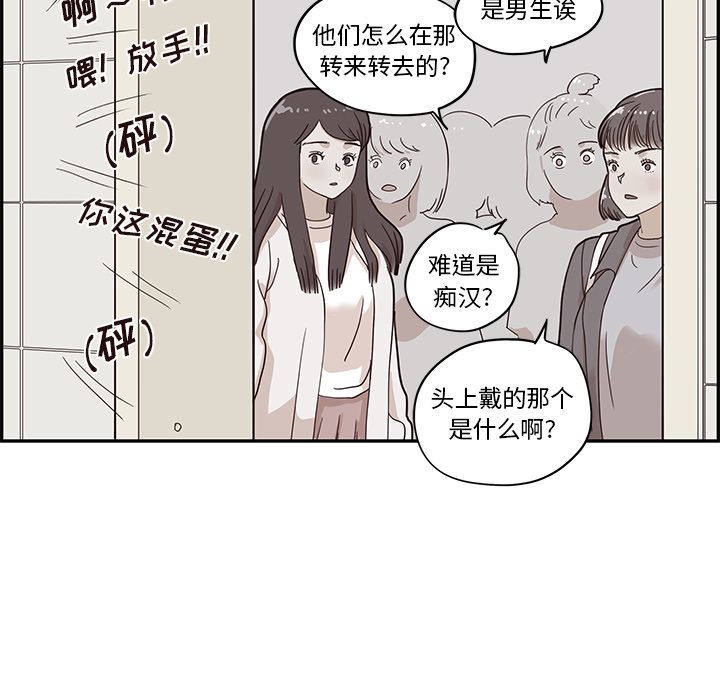 啊～
喂！放手！！
(砰)
你这混蛋！！
(砰)
是男生诶
他们怎么在那
转来转去的？
难道是
痴汉？
头上戴的那个
是什么啊？